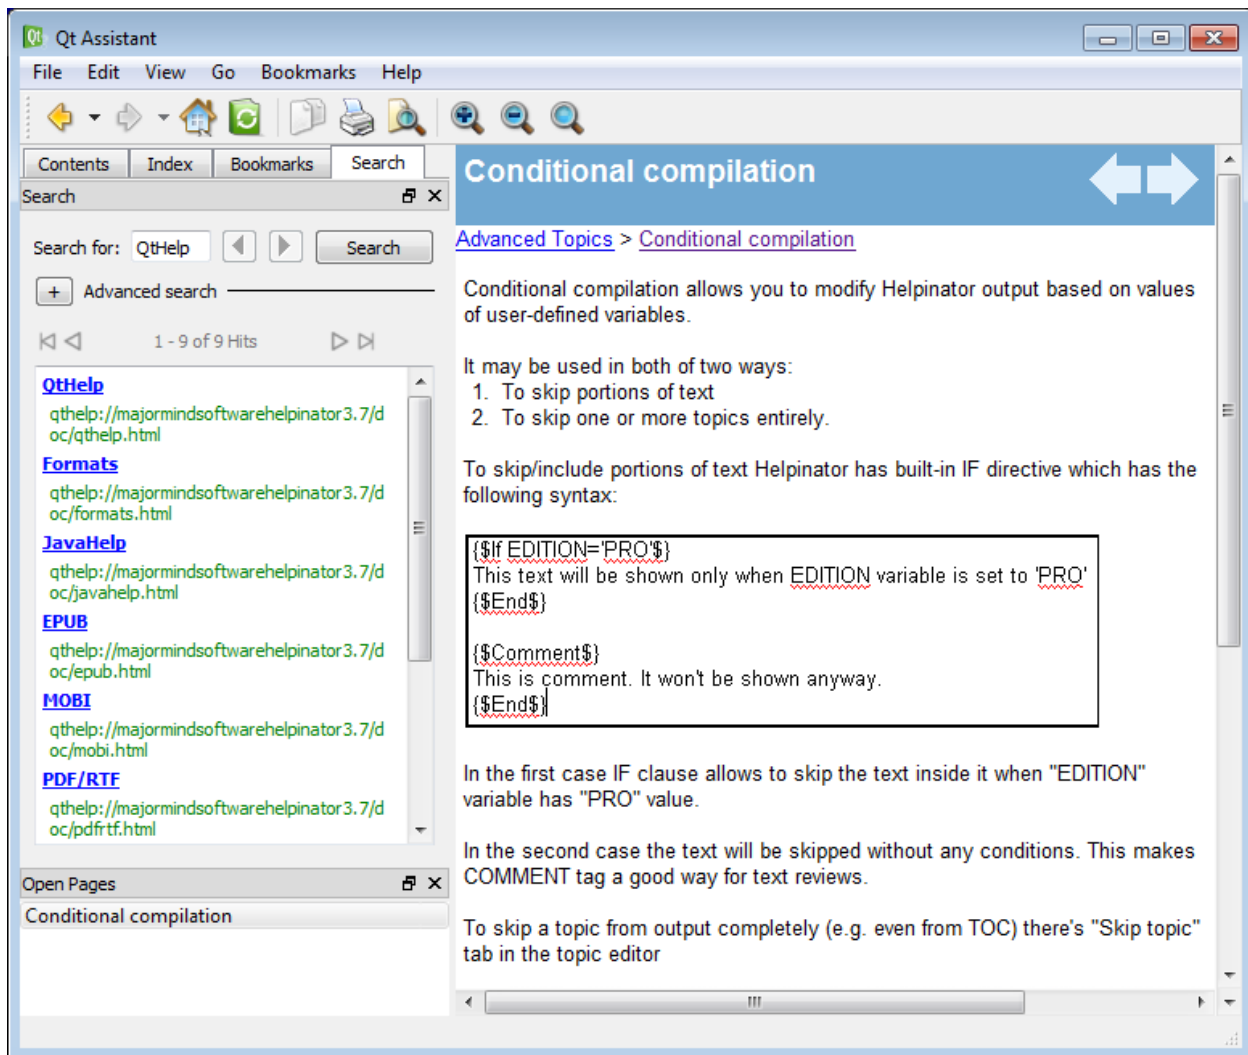 Qt Assistant
File Edit View Go Bookmarks Help
Contents Index Bookmarks Search
Search
Search for: QtHelp Search
+ Advanced search
1 - 9 of 9 Hits
QtHelp
qthelp://majormindsoftwarehelpinator3.7/d
oc/qthelp.html
Formats
qthelp://majormindsoftwarehelpinator3.7/d
oc/formats.html
JavaHelp
qthelp://majormindsoftwarehelpinator3.7/d
oc/javahelp.html
EPUB
qthelp://majormindsoftwarehelpinator3.7/d
oc/epub.html
MOBI
qthelp://majormindsoftwarehelpinator3.7/d
oc/mobi.html
PDF/RTF
qthelp://majormindsoftwarehelpinator3.7/d
oc/pdfrtf.html
Open Pages
Conditional compilation
Conditional compilation
Advanced Topics > Conditional compilation
Conditional compilation allows you to modify Helpinator output based on values
of user-defined variables.
It may be used in both of two ways:
1. To skip portions of text
2. To skip one or more topics entirely.
To skip/include portions of text Helpinator has built-in IF directive which has the
following syntax:
{$If EDITION='PRO'$}
This text will be shown only when EDITION variable is set to 'PRO'
{$End$}
{$Comment$}
This is comment. It won't be shown anyway.
{$End$}
In the first case IF clause allows to skip the text inside it when "EDITION"
variable has "PRO" value.
In the second case the text will be skipped without any conditions. This makes
COMMENT tag a good way for text reviews.
To skip a topic from output completely (e.g. even from TOC) there's "Skip topic"
tab in the topic editor